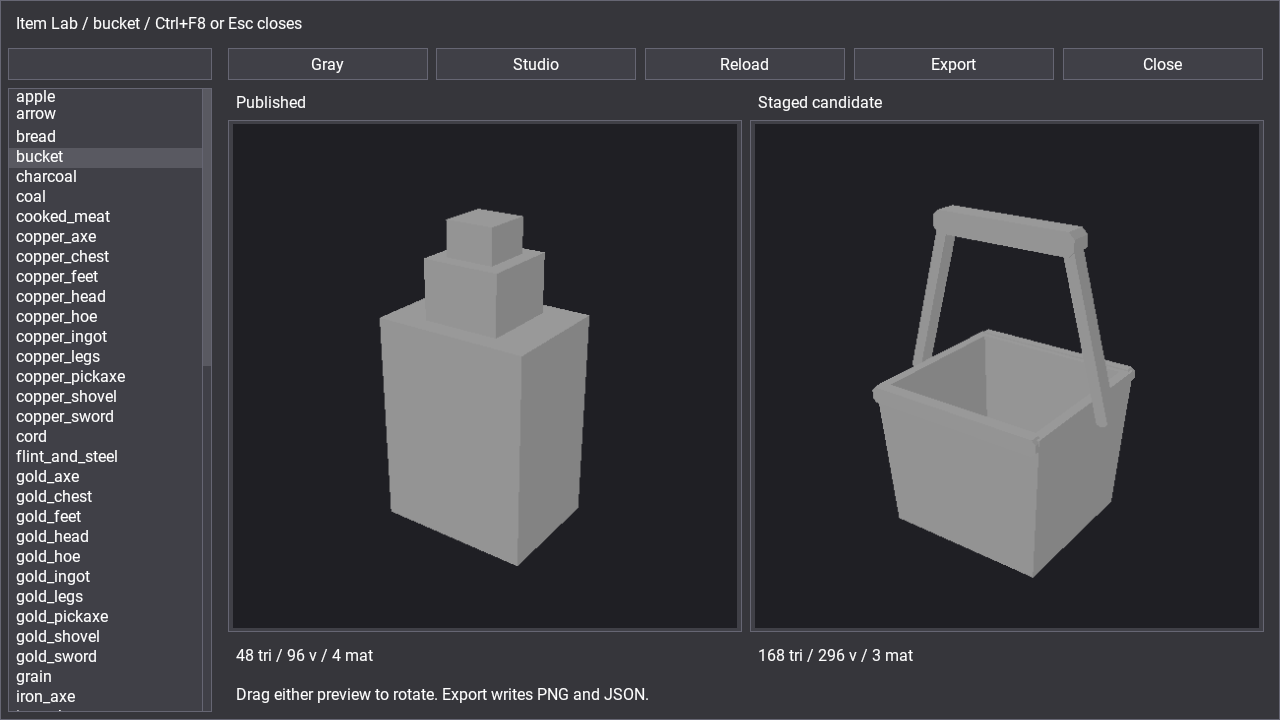 Item Lab / bucket / Ctrl+F8 or Esc closes
Gray
Studio
Reload
Export
Close
apple
arrow
bread
bucket
charcoal
coal
cooked_meat
copper_axe
copper_chest
copper_feet
copper_head
copper_hoe
copper_ingot
copper_legs
copper_pickaxe
copper_shovel
copper_sword
cord
flint_and_steel
gold_axe
gold_chest
gold_feet
gold_head
gold_hoe
gold_ingot
gold_legs
gold_pickaxe
gold_shovel
gold_sword
grain
iron_axe
Published
Staged candidate
48 tri / 96 v / 4 mat
168 tri / 296 v / 3 mat
Drag either preview to rotate. Export writes PNG and JSON.